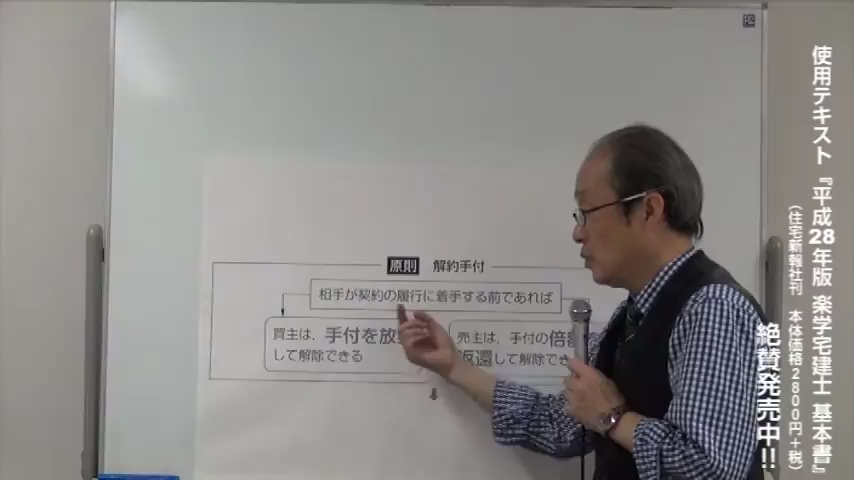 原則 解約手付
相手が契約の履行に着手する前であれば
買主は、手付を放
して解除できる
売主は、手付の倍
返還して解除でき
使用テキスト『平成28年版 楽学宅建士 基本書』
(住宅新報社刊 本体価格2800円+税)
絶賛発売中!!